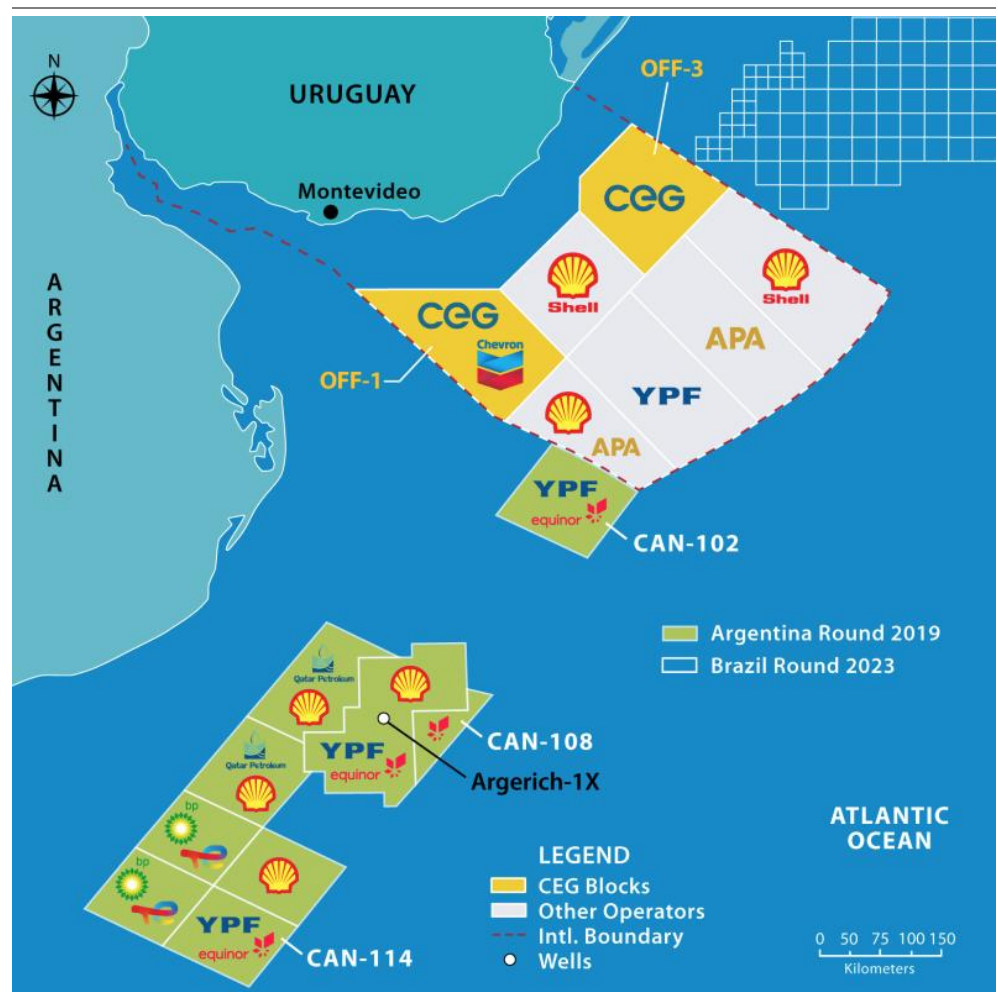 N
URUGUAY
OFF-3
Montevideo
CEG
ARGENTINA
Shell
Shell
CEG
Chevron
APA
OFF-1
YPF
APA
YPF
equinor
CAN-102
Argentina Round 2019
Brazil Round 2023
Qatar Petroleum
CAN-108
YPF
equinor
Qatar Petroleum
Argerich-1X
bp
ATLANTIC
OCEAN
bp
LEGEND
CEG Blocks
Other Operators
YPF
equinor
CAN-114
Intl. Boundary
Wells
0 50 75 100 150
Kilometers